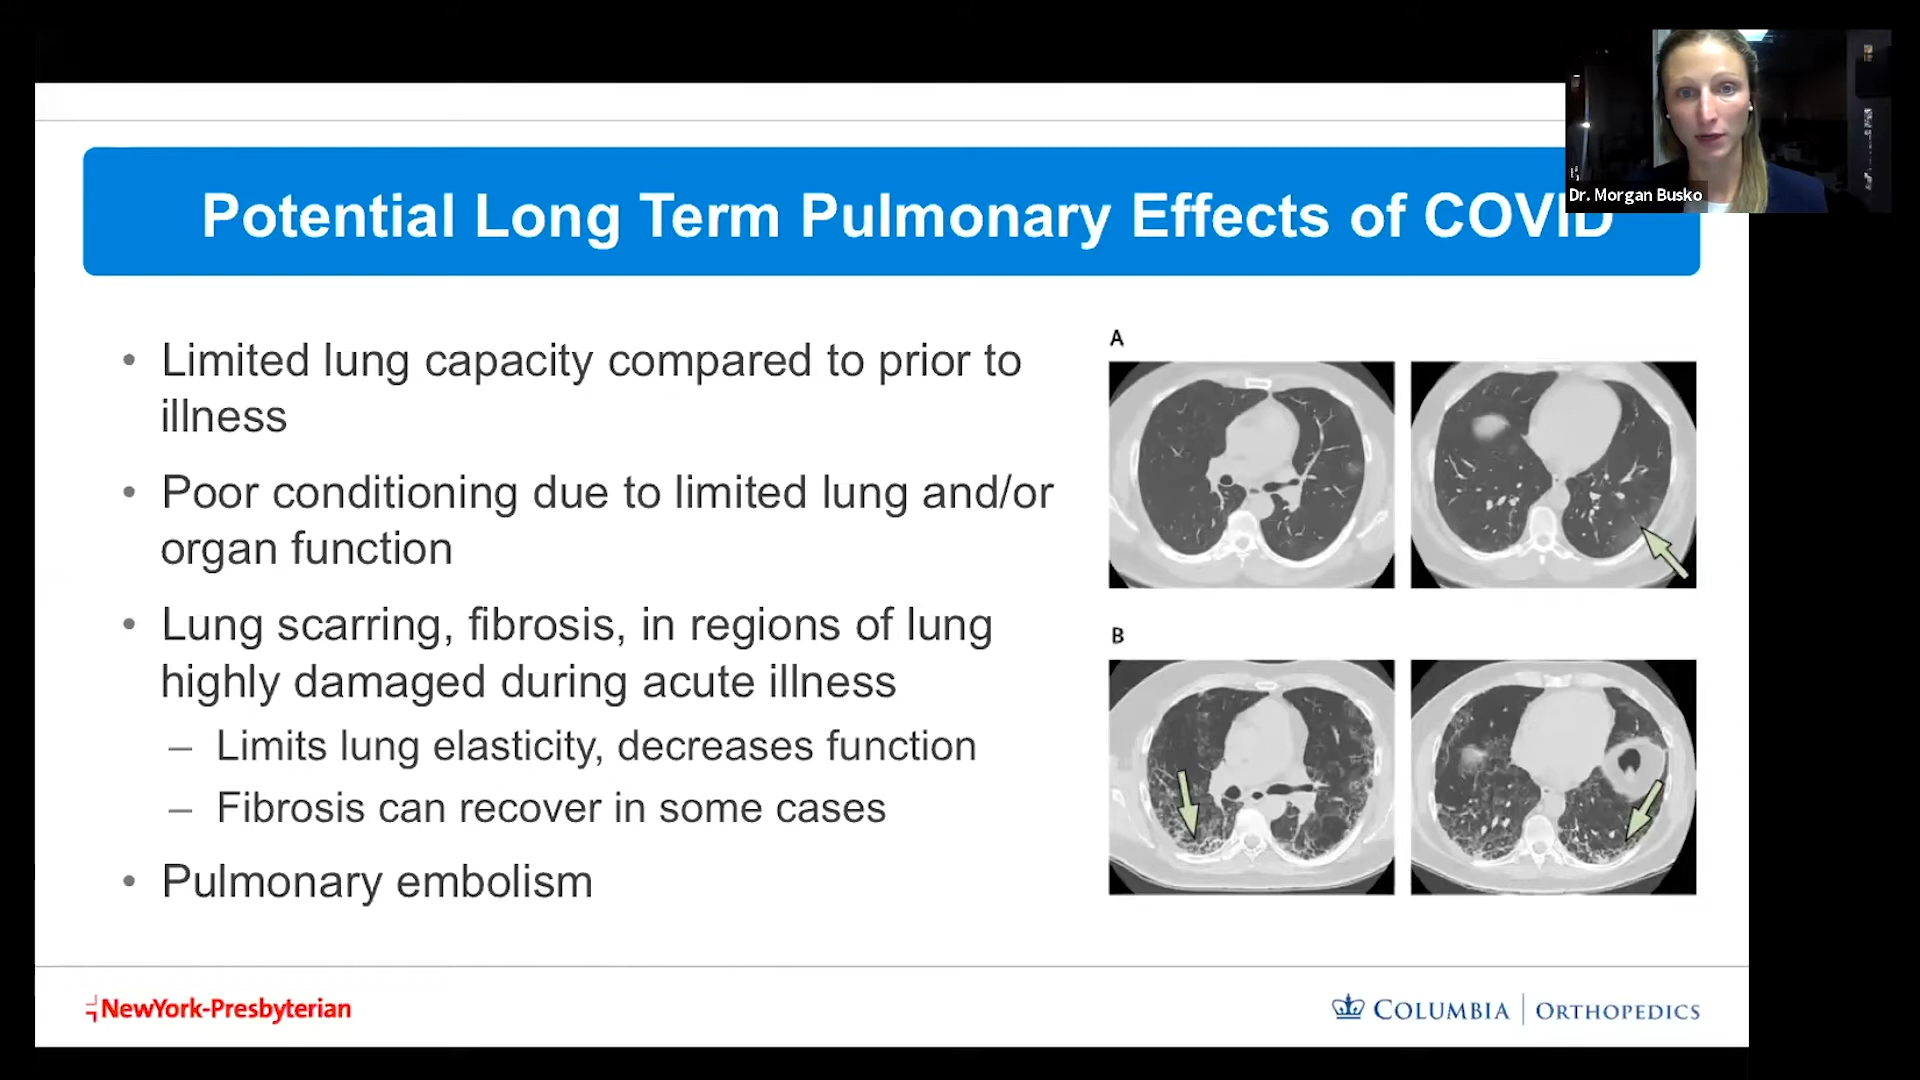 Potential Long Term Pulmonary Effects of COVID
Dr. Morgan Busko
• Limited lung capacity compared to prior to
illness
• Poor conditioning due to limited lung and/or
organ function
• Lung scarring, fibrosis, in regions of lung
highly damaged during acute illness
– Limits lung elasticity, decreases function
– Fibrosis can recover in some cases
• Pulmonary embolism
A
B
NewYork-Presbyterian
COLUMBIA | ORTHOPEDICS